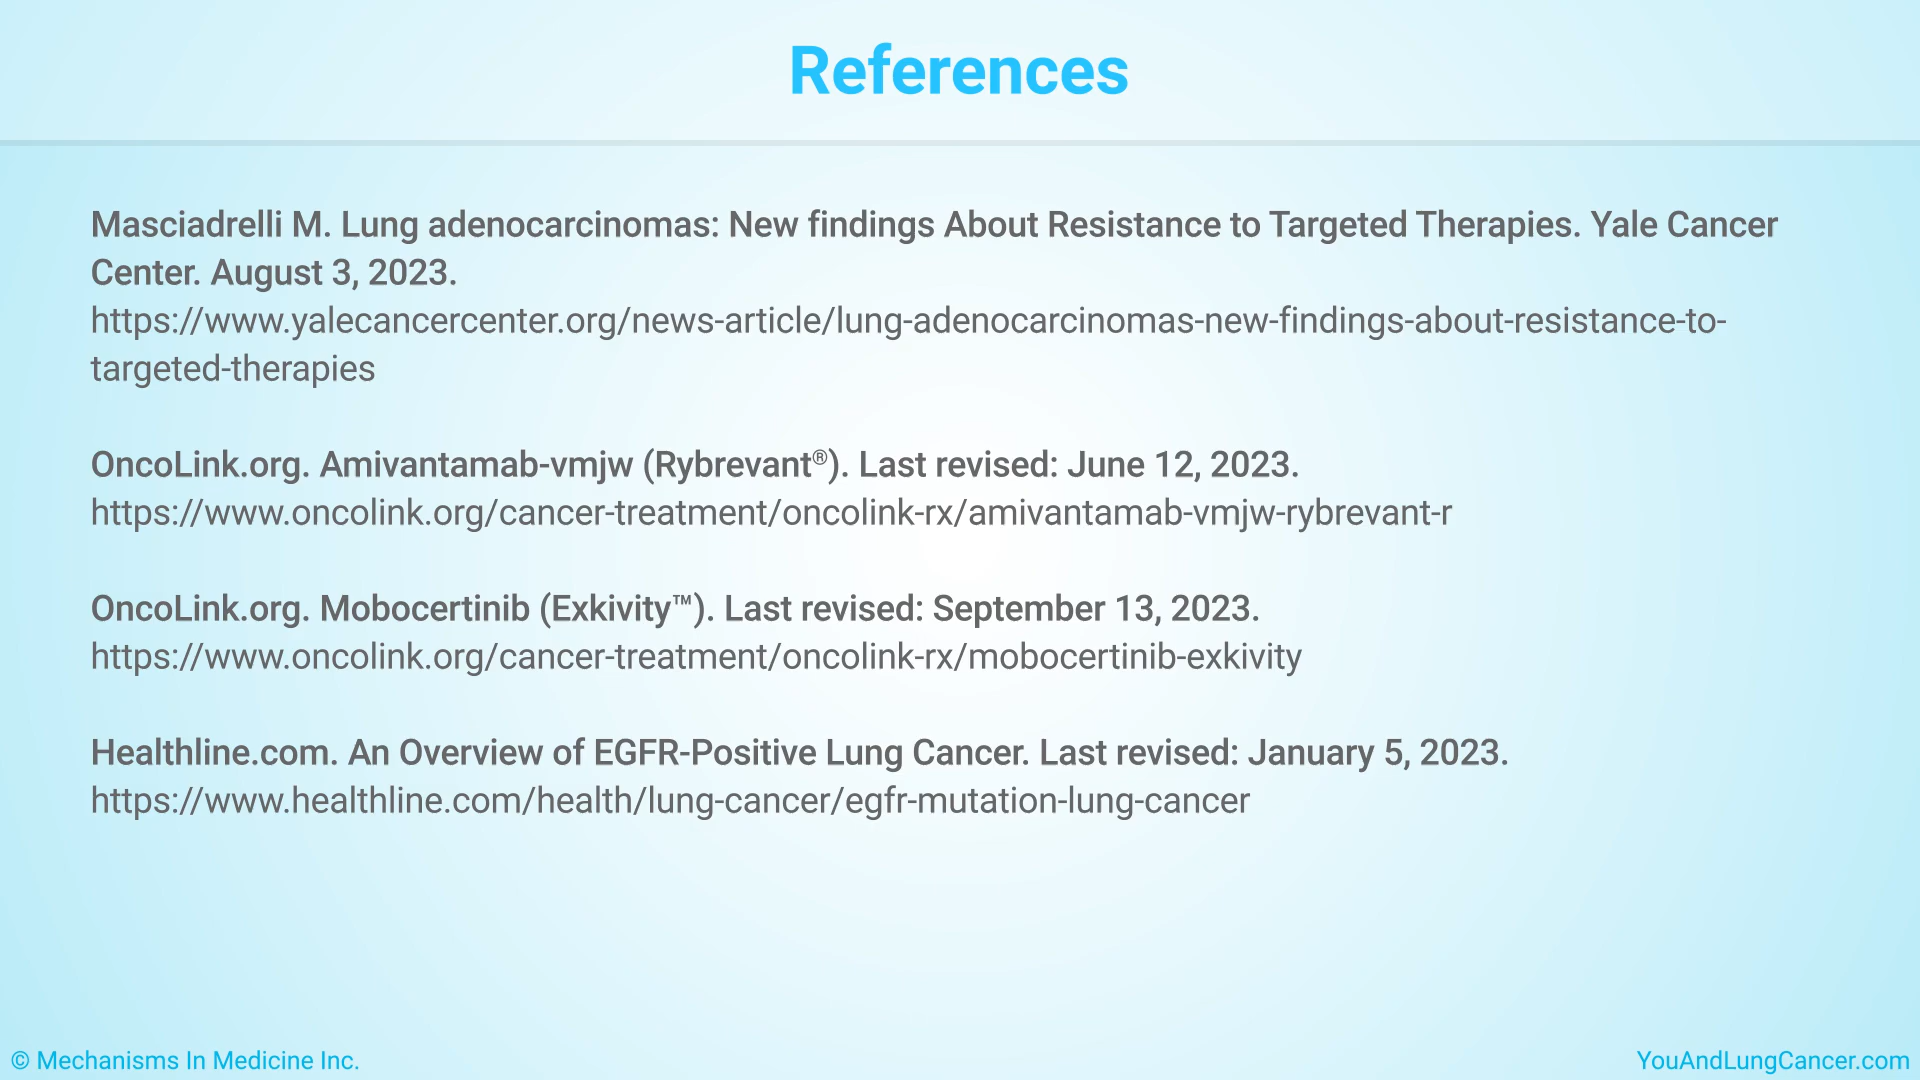 References
Masciadrelli M. Lung adenocarcinomas: New findings About Resistance to Targeted Therapies. Yale Cancer
Center. August 3, 2023.
https://www.yalecancercenter.org/news-article/lung-adenocarcinomas-new-findings-about-resistance-to-
targeted-therapies
OncoLink.org. Amivantamab-vmjw (Rybrevant®). Last revised: June 12, 2023.
https://www.oncolink.org/cancer-treatment/oncolink-rx/amivantamab-vmjw-rybrevant-r
OncoLink.org. Mobocertinib (Exkivity™). Last revised: September 13, 2023.
https://www.oncolink.org/cancer-treatment/oncolink-rx/mobocertinib-exkivity
Healthline.com. An Overview of EGFR-Positive Lung Cancer. Last revised: January 5, 2023.
https://www.healthline.com/health/lung-cancer/egfr-mutation-lung-cancer
© Mechanisms In Medicine Inc.
YouAndLungCancer.com